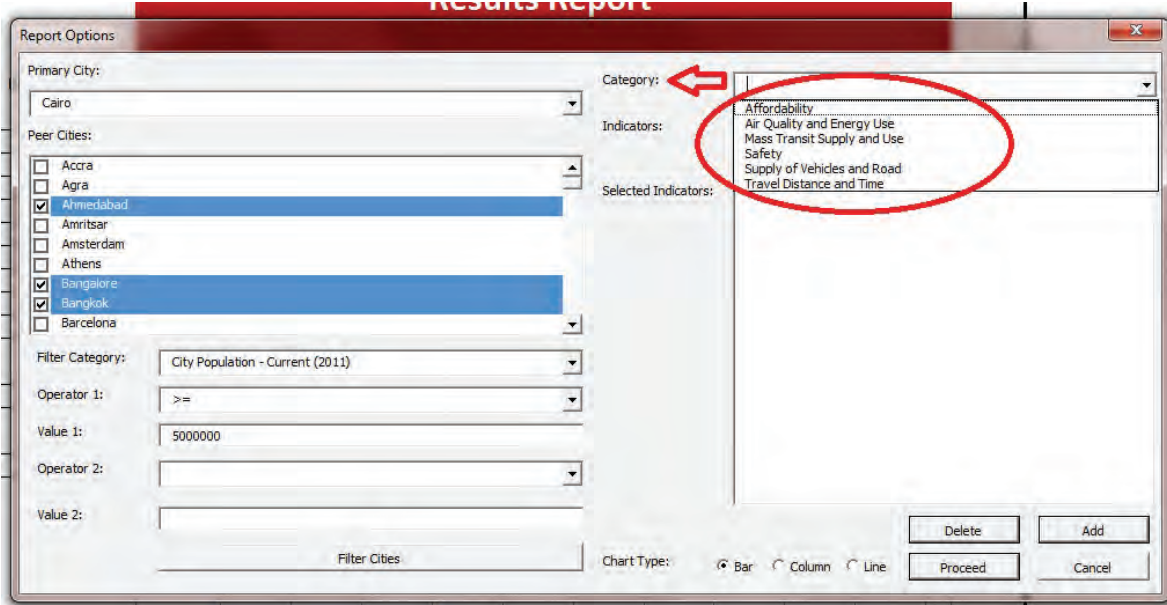 Results Report
Report Options
Primary City:
Cairo
Peer Cities:
Accra
Agra
Ahmedabad
Amritsar
Amsterdam
Athens
Bangalore
Bangkok
Barcelona
Filter Category:
City Population - Current (2011)
Operator 1:
>=
Value 1:
5000000
Operator 2:
Value 2:
Filter Cities
Category:
Affordability
Air Quality and Energy Use
Mass Transit Supply and Use
Safety
Supply of Vehicles and Road
Travel Distance and Time
Indicators:
Selected Indicators:
Delete
Add
Chart Type:
Bar
Column
Line
Proceed
Cancel